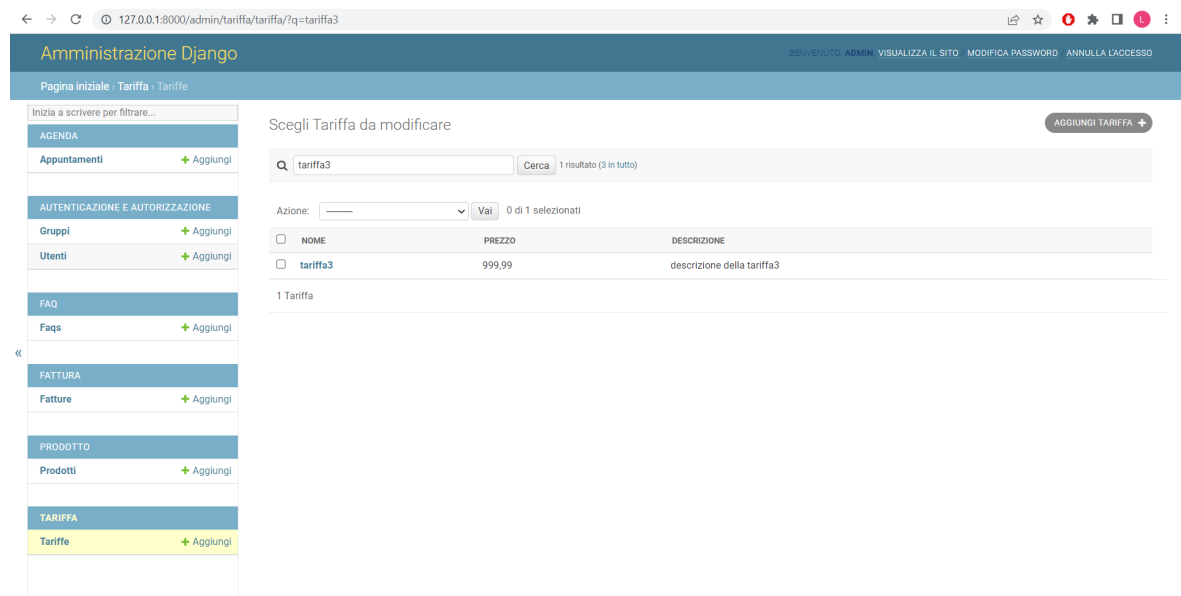 127.0.0.1:8000/admin/tariffa/tariffa/?q=tariffa3
L
Amministrazione Django
BENVENUTO, ADMIN. VISUALIZZA IL SITO MODIFICA PASSWORD ANNULLA L'ACCESSO
Pagina iniziale › Tariffa › Tariffe
Inizia a scrivere per filtrare...
AGENDA
Appuntamenti + Aggiungi
AUTENTICAZIONE E AUTORIZZAZIONE
Gruppi + Aggiungi
Utenti + Aggiungi
FAQ
Faqs + Aggiungi
«
FATTURA
Fatture + Aggiungi
PRODOTTO
Prodotti + Aggiungi
TARIFFA
Tariffe + Aggiungi
Scegli Tariffa da modificare
AGGIUNGI TARIFFA +
tariffa3 Cerca 1 risultato (3 in tutto)
Azione: --------- Vai 0 di 1 selezionati
NOME PREZZO DESCRIZIONE
tariffa3 999,99 descrizione della tariffa3
1 Tariffa